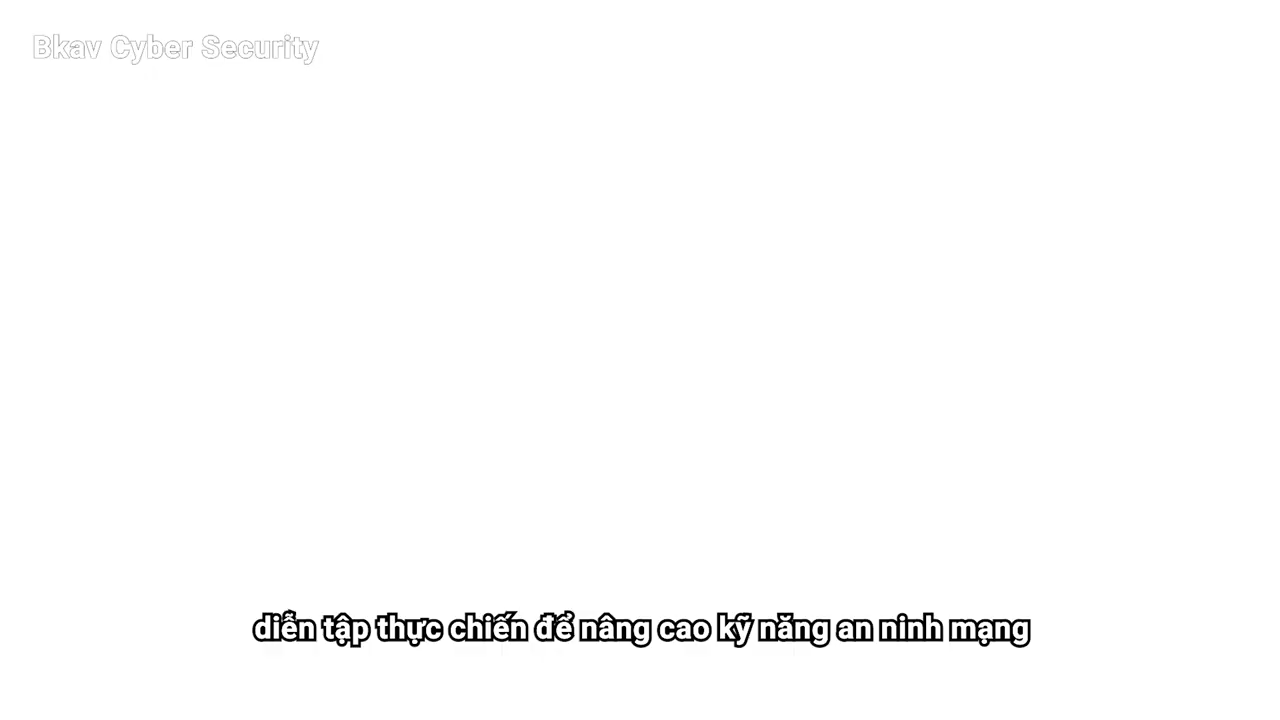 Bkav Cyber Security
diễn tập thực chiến để nâng cao kỹ năng an ninh mạng